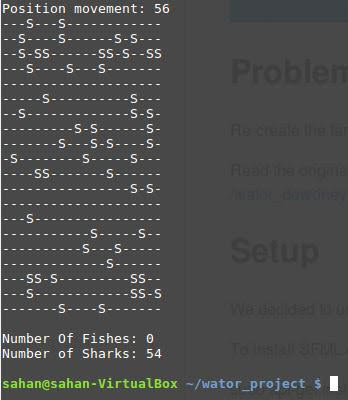 Position movement: 56
---S---S------------
--S----S------S-S---
--S-SS------SS-S--SS
---S----S---S-------
--------------------
-----S----------S---
--S-------------S-S-
---------S-S------S-
-------S---S-S----S-
-S--------S-----S---
----SS-------S------
----------------S-S-
--------------------
---S----------------
-----------S-----S--
----------S---S-----
-------------S------
---SS-S---------SS--
---S------------SS-S
-------S----S-------
Number Of Fishes: 0
Number of Sharks: 54
sahan@sahan-VirtualBox ~/wator_project $
Problem
Re-create the fam
Read the origina
/wator_dewdney
Setup
We decided to u
To install SFML